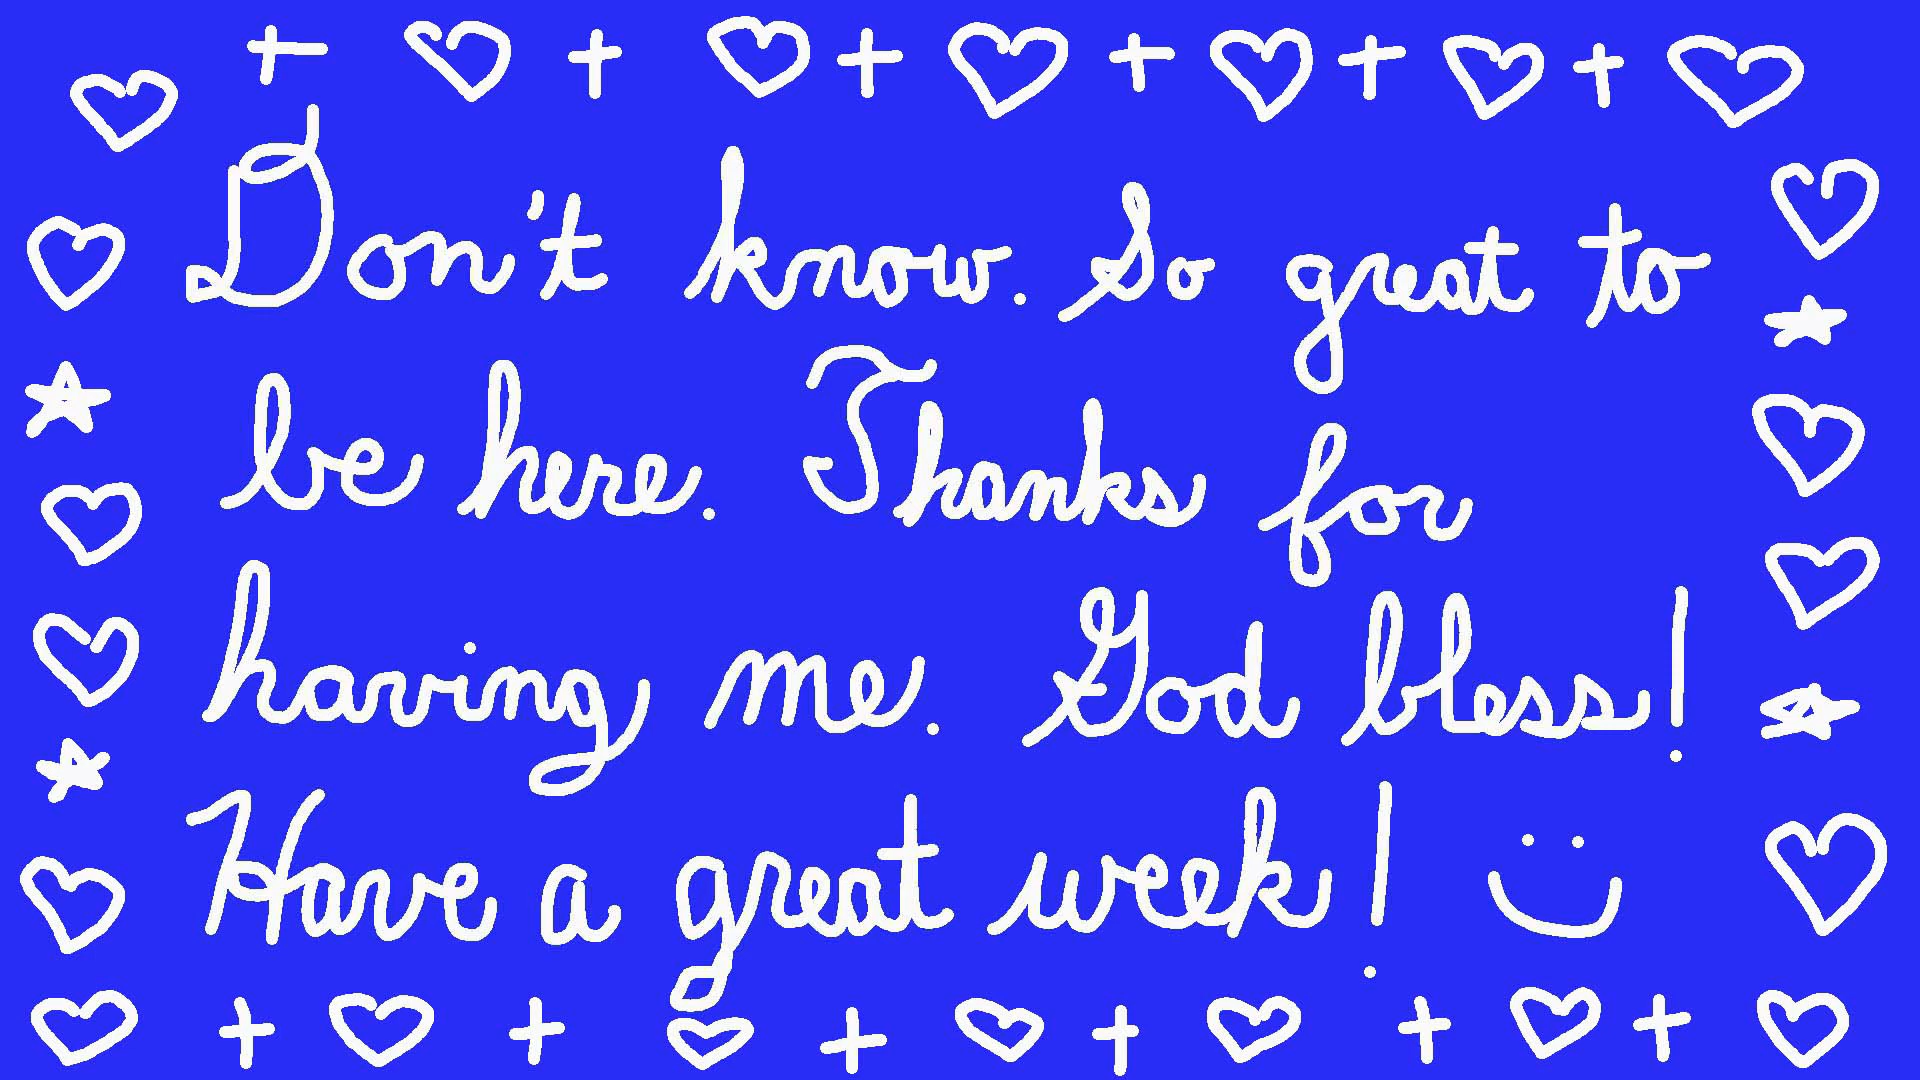 Don't know. So great to
be here. Thanks for
having me. God bless!
Have a great week!